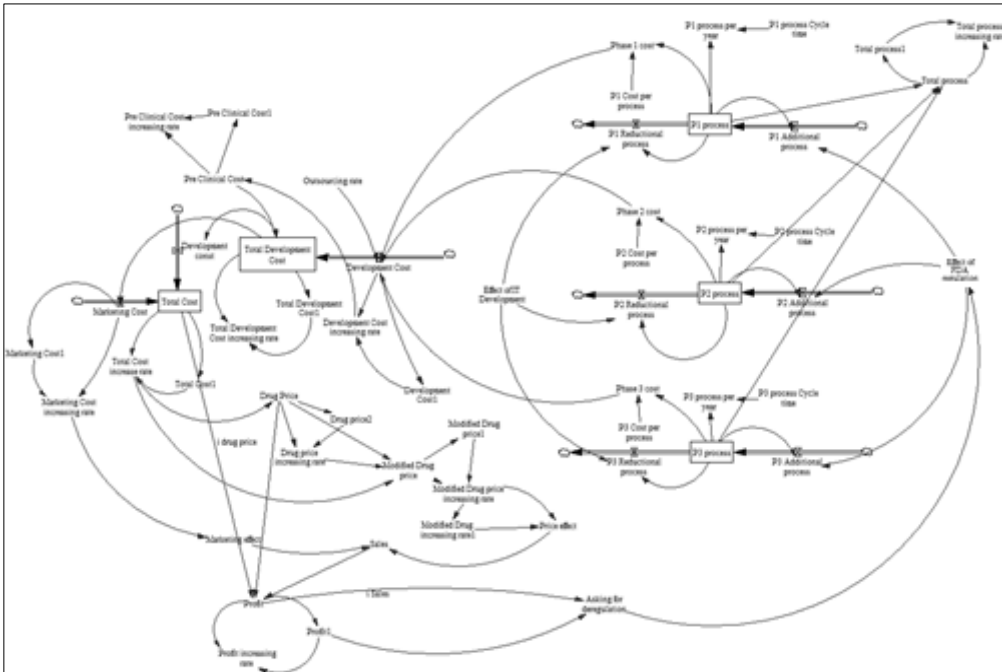 P1 process per
year
P1 process Cycle
time
Total process
increasing rate
Total process1
Phase 1 cost
Total process
P1 Cost per
process
Pre Clinical Cost
increasing rate
Pre Clinical Cost1
P1 process
P1 Reductional
process
P1 Additional
process
Pre Clinical Cost
Outsourcing rate
Phase 2 cost
P2 process per
year
P2 process Cycle
time
Development
Total Development
Cost
Development Cost
P2 Cost per
process
Effect of
Effect of IT
Development
P2 process
Total Cost
Marketing Cost
Total Development
Cost1
P2 Reductional
process
P2 Additional
process
Development Cost
increasing rate
Total Development
Cost increasing rate
Marketing Cost1
Total Cost
increase rate
Total Cost1
Development
Cost1
Phase 3 cost
P3 process per
year
P3 process Cycle
time
Marketing Cost
increasing rate
Drug Price
Drug price2
Modified Drug
price1
P3 Cost per
process
i drug price
Drug price
increasing rate
Modified Drug
price
P3 process
P3 Reductional
process
P3 Additional
process
Modified Drug price
increasing rate
Modified Drug
increasing rate1
Price effect
Marketing effect
Sales
i Sales
Profit
Asking for
deregulation
Profit increasing
rate